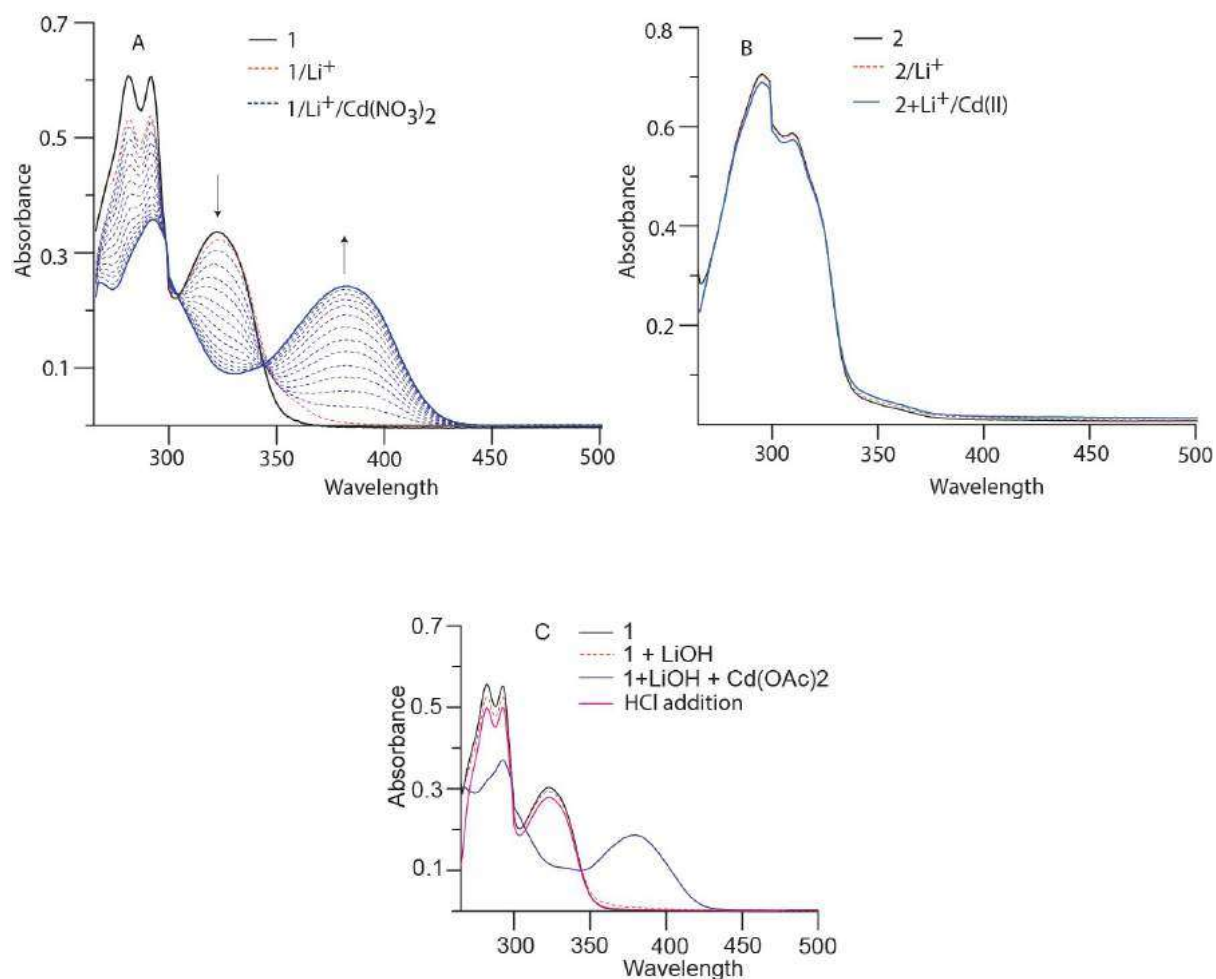 A
1
1/Li+
1/Li+/Cd(NO3)2
0.7
0.5
0.3
0.1
Absorbance
300
350
400
450
500
Wavelength
B
2
2/Li+
2+Li+/Cd(II)
0.8
0.6
0.4
0.2
Absorbance
300
350
400
450
500
Wavelength
C
1
1 + LiOH
1+LiOH + Cd(OAc)2
HCl addition
0.7
0.5
0.3
0.1
Absorbance
300
350
400
450
500
Wavelength